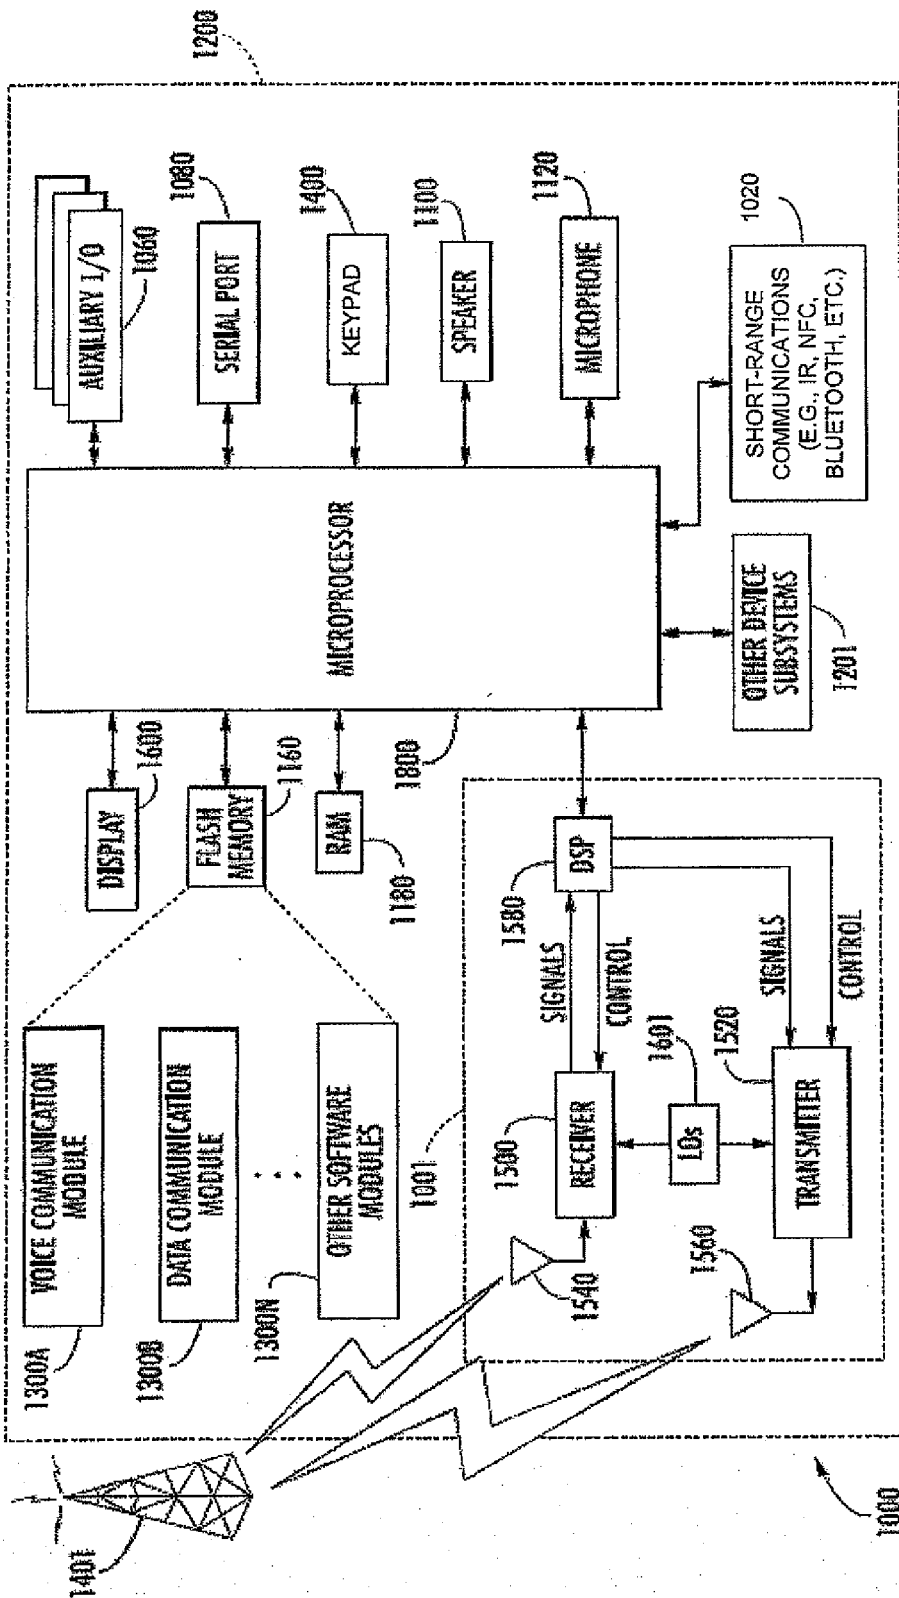 1401
1300A
VOICE COMMUNICATION
MODULE
1300B
DATA COMMUNICATION
MODULE
1300N
OTHER SOFTWARE
MODULES
DISPLAY
1600
FLASH
MEMORY
1160
RAM
1180
1800
MICROPROCESSOR
AUXILIARY I/O
1060
SERIAL PORT
1080
KEYPAD
1400
SPEAKER
1100
MICROPHONE
1120
1200
1001
1540
1500
RECEIVER
SIGNALS
CONTROL
1580
DSP
LOs
1601
1560
TRANSMITTER
1520
SIGNALS
CONTROL
OTHER DEVICE
SUBSYSTEMS
1201
SHORT-RANGE
COMMUNICATIONS
(E.G., IR, NFC,
BLUETOOTH, ETC.)
1020
1000